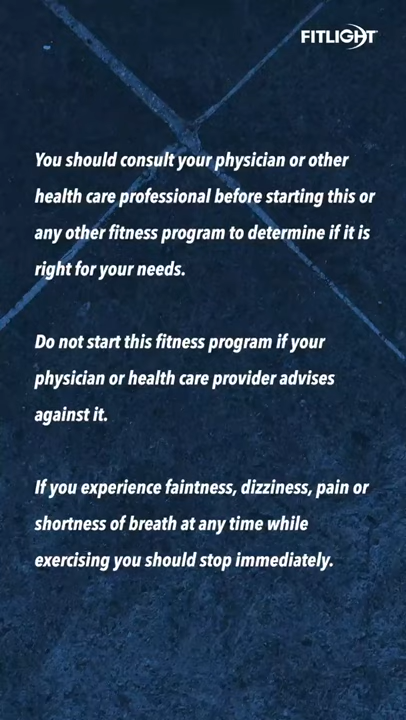 FITLIGHT
You should consult your physician or other
health care professional before starting this or
any other fitness program to determine if it is
right for your needs.
Do not start this fitness program if your
physician or health care provider advises
against it.
If you experience faintness, dizziness, pain or
shortness of breath at any time while
exercising you should stop immediately.